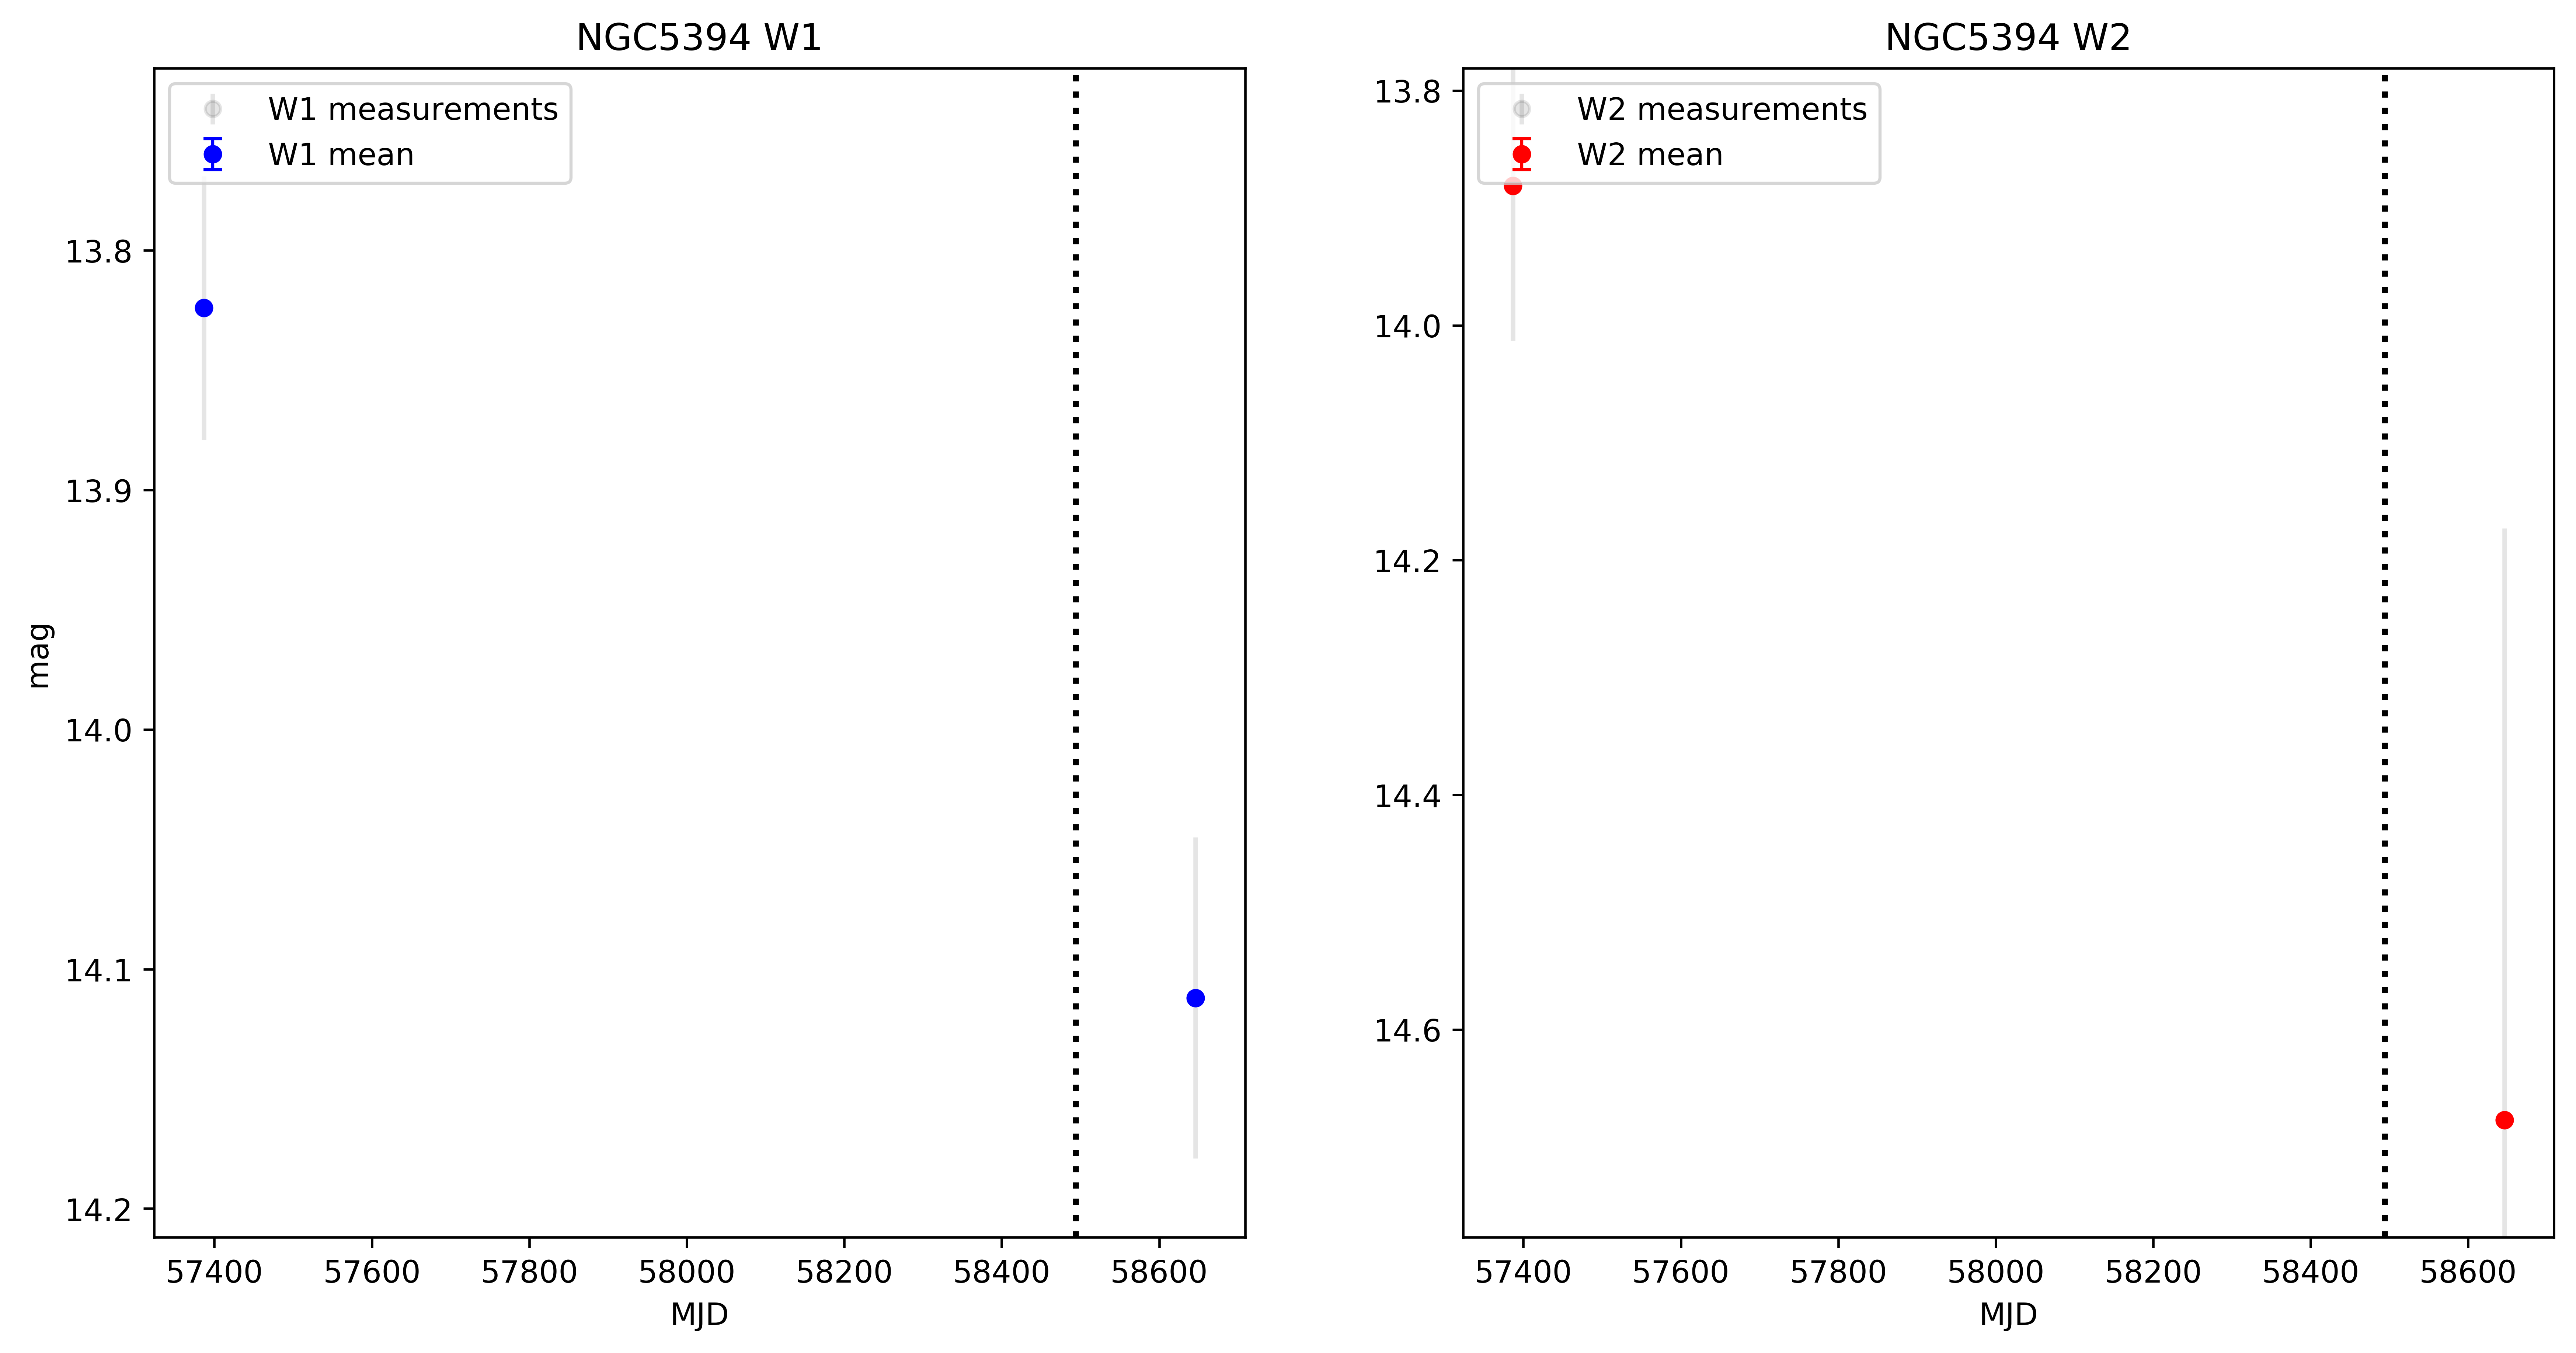 NGC5394 W1
W1 measurements
W1 mean
13.8
13.9
14.0
14.1
14.2
mag
57400 57600 57800 58000 58200 58400 58600
MJD
NGC5394 W2
W2 measurements
W2 mean
13.8
14.0
14.2
14.4
14.6
57400 57600 57800 58000 58200 58400 58600
MJD